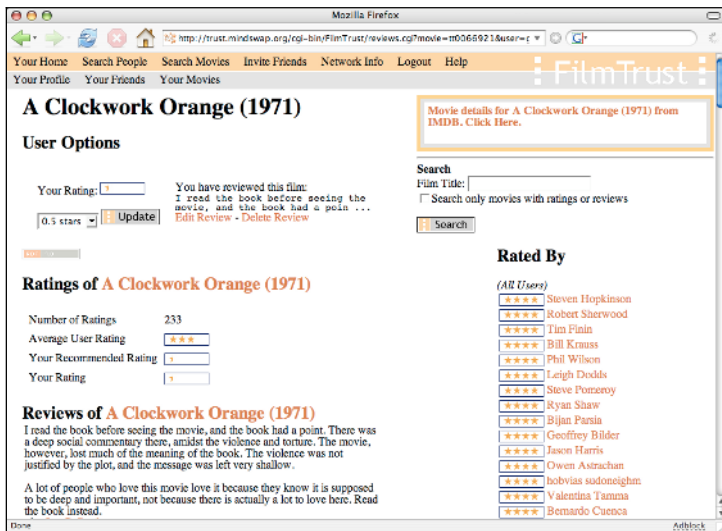 Mozilla Firefox
http://trust.mindswap.org/cgi-bin/FilmTrust/reviews.cgi?movie=tt0066921&user=
G
Your Home Search People Search Movies Invite Friends Network Info Logout Help
Your Profile Your Friends Your Movies
FilmTrust
A Clockwork Orange (1971)
User Options
Your Rating:
0.5 stars Update
You have reviewed this film:
I read the book before seeing the
movie, and the book had a poin ...
Edit Review - Delete Review
Ratings of A Clockwork Orange (1971)
Number of Ratings 233
Average User Rating ★★★
Your Recommended Rating
Your Rating
Reviews of A Clockwork Orange (1971)
I read the book before seeing the movie, and the book had a point. There was
a deep social commentary there, amidst the violence and torture. The movie,
however, lost much of the meaning of the book. The violence was not
justified by the plot, and the message was left very shallow.
A lot of people who love this movie love it because they know it is supposed
to be deep and important, not because there is actually a lot to love here. Read
the book instead.
Movie details for A Clockwork Orange (1971) from
IMDB. Click Here.
Search
Film Title:
Search only movies with ratings or reviews
Search
Rated By
(All Users)
★★★★ Steven Hopkinson
★★★★ Robert Sherwood
★★★★ Tim Finin
★★★★ Bill Krauss
★★★★ Phil Wilson
★★★★ Leigh Dodds
★★★★ Steve Pomeroy
★★★★ Ryan Shaw
★★★★ Bijan Parsia
★★★★ Geoffrey Bilder
★★★★ Jason Harris
★★★★ Owen Astrachan
★★★★ hobvias sudoneighm
★★★★ Valentina Tamma
★★★★ Bernardo Cuenca
Done
Adblock